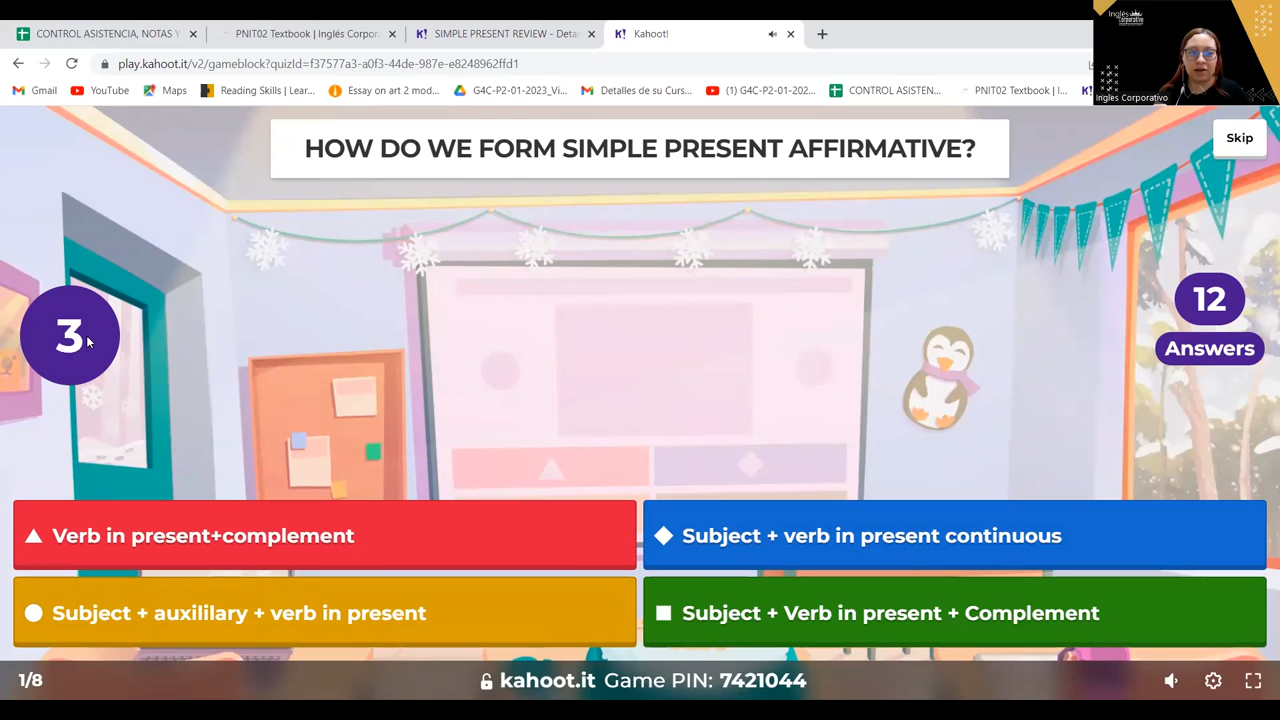 CONTROL ASISTENCIA, NOTAS Y
PNIT02 Textbook | Inglés Corpor
SIMPLE PRESENT REVIEW - Deta
Kahoot!
play.kahoot.it/v2/gameblock?quizId=f37577a3-a0f3-44de-987e-e8248962ffd1
Gmail
YouTube
Maps
Reading Skills | Lear...
Essay on art 2 mod...
G4C-P2-01-2023_Vi...
Detalles de su Curs...
(1) G4C-P2-01-202...
CONTROL ASISTEN...
PNIT02 Textbook | I...
Inglés
Corporativo
Ingles Corporativo
HOW DO WE FORM SIMPLE PRESENT AFFIRMATIVE?
Skip
3
12
Answers
Verb in present+complement
Subject + verb in present continuous
Subject + auxililary + verb in present
Subject + Verb in present + Complement
1/8
kahoot.it Game PIN: 7421044